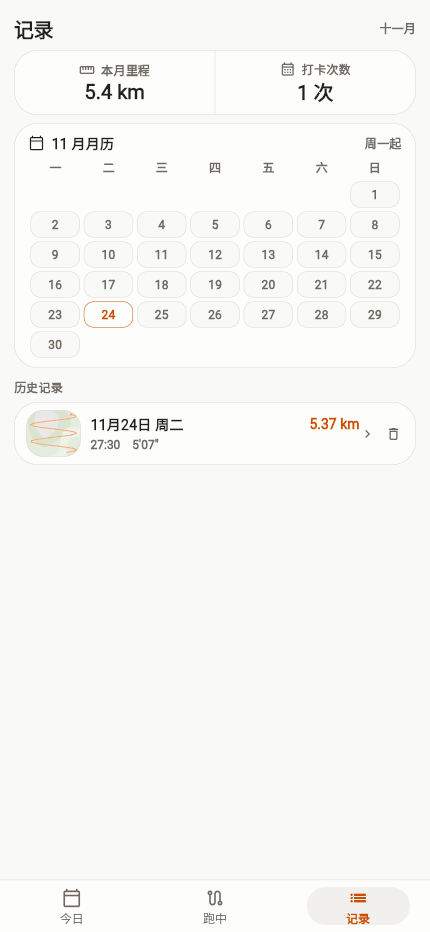 记录
十一月
本月里程
5.4 km
打卡次数
1 次
11 月月历
周一起
一 二 三 四 五 六 日
1
2 3 4 5 6 7 8
9 10 11 12 13 14 15
16 17 18 19 20 21 22
23 24 25 26 27 28 29
30
历史记录
11月24日 周二
5.37 km
27:30 5'07"
今日
跑中
记录